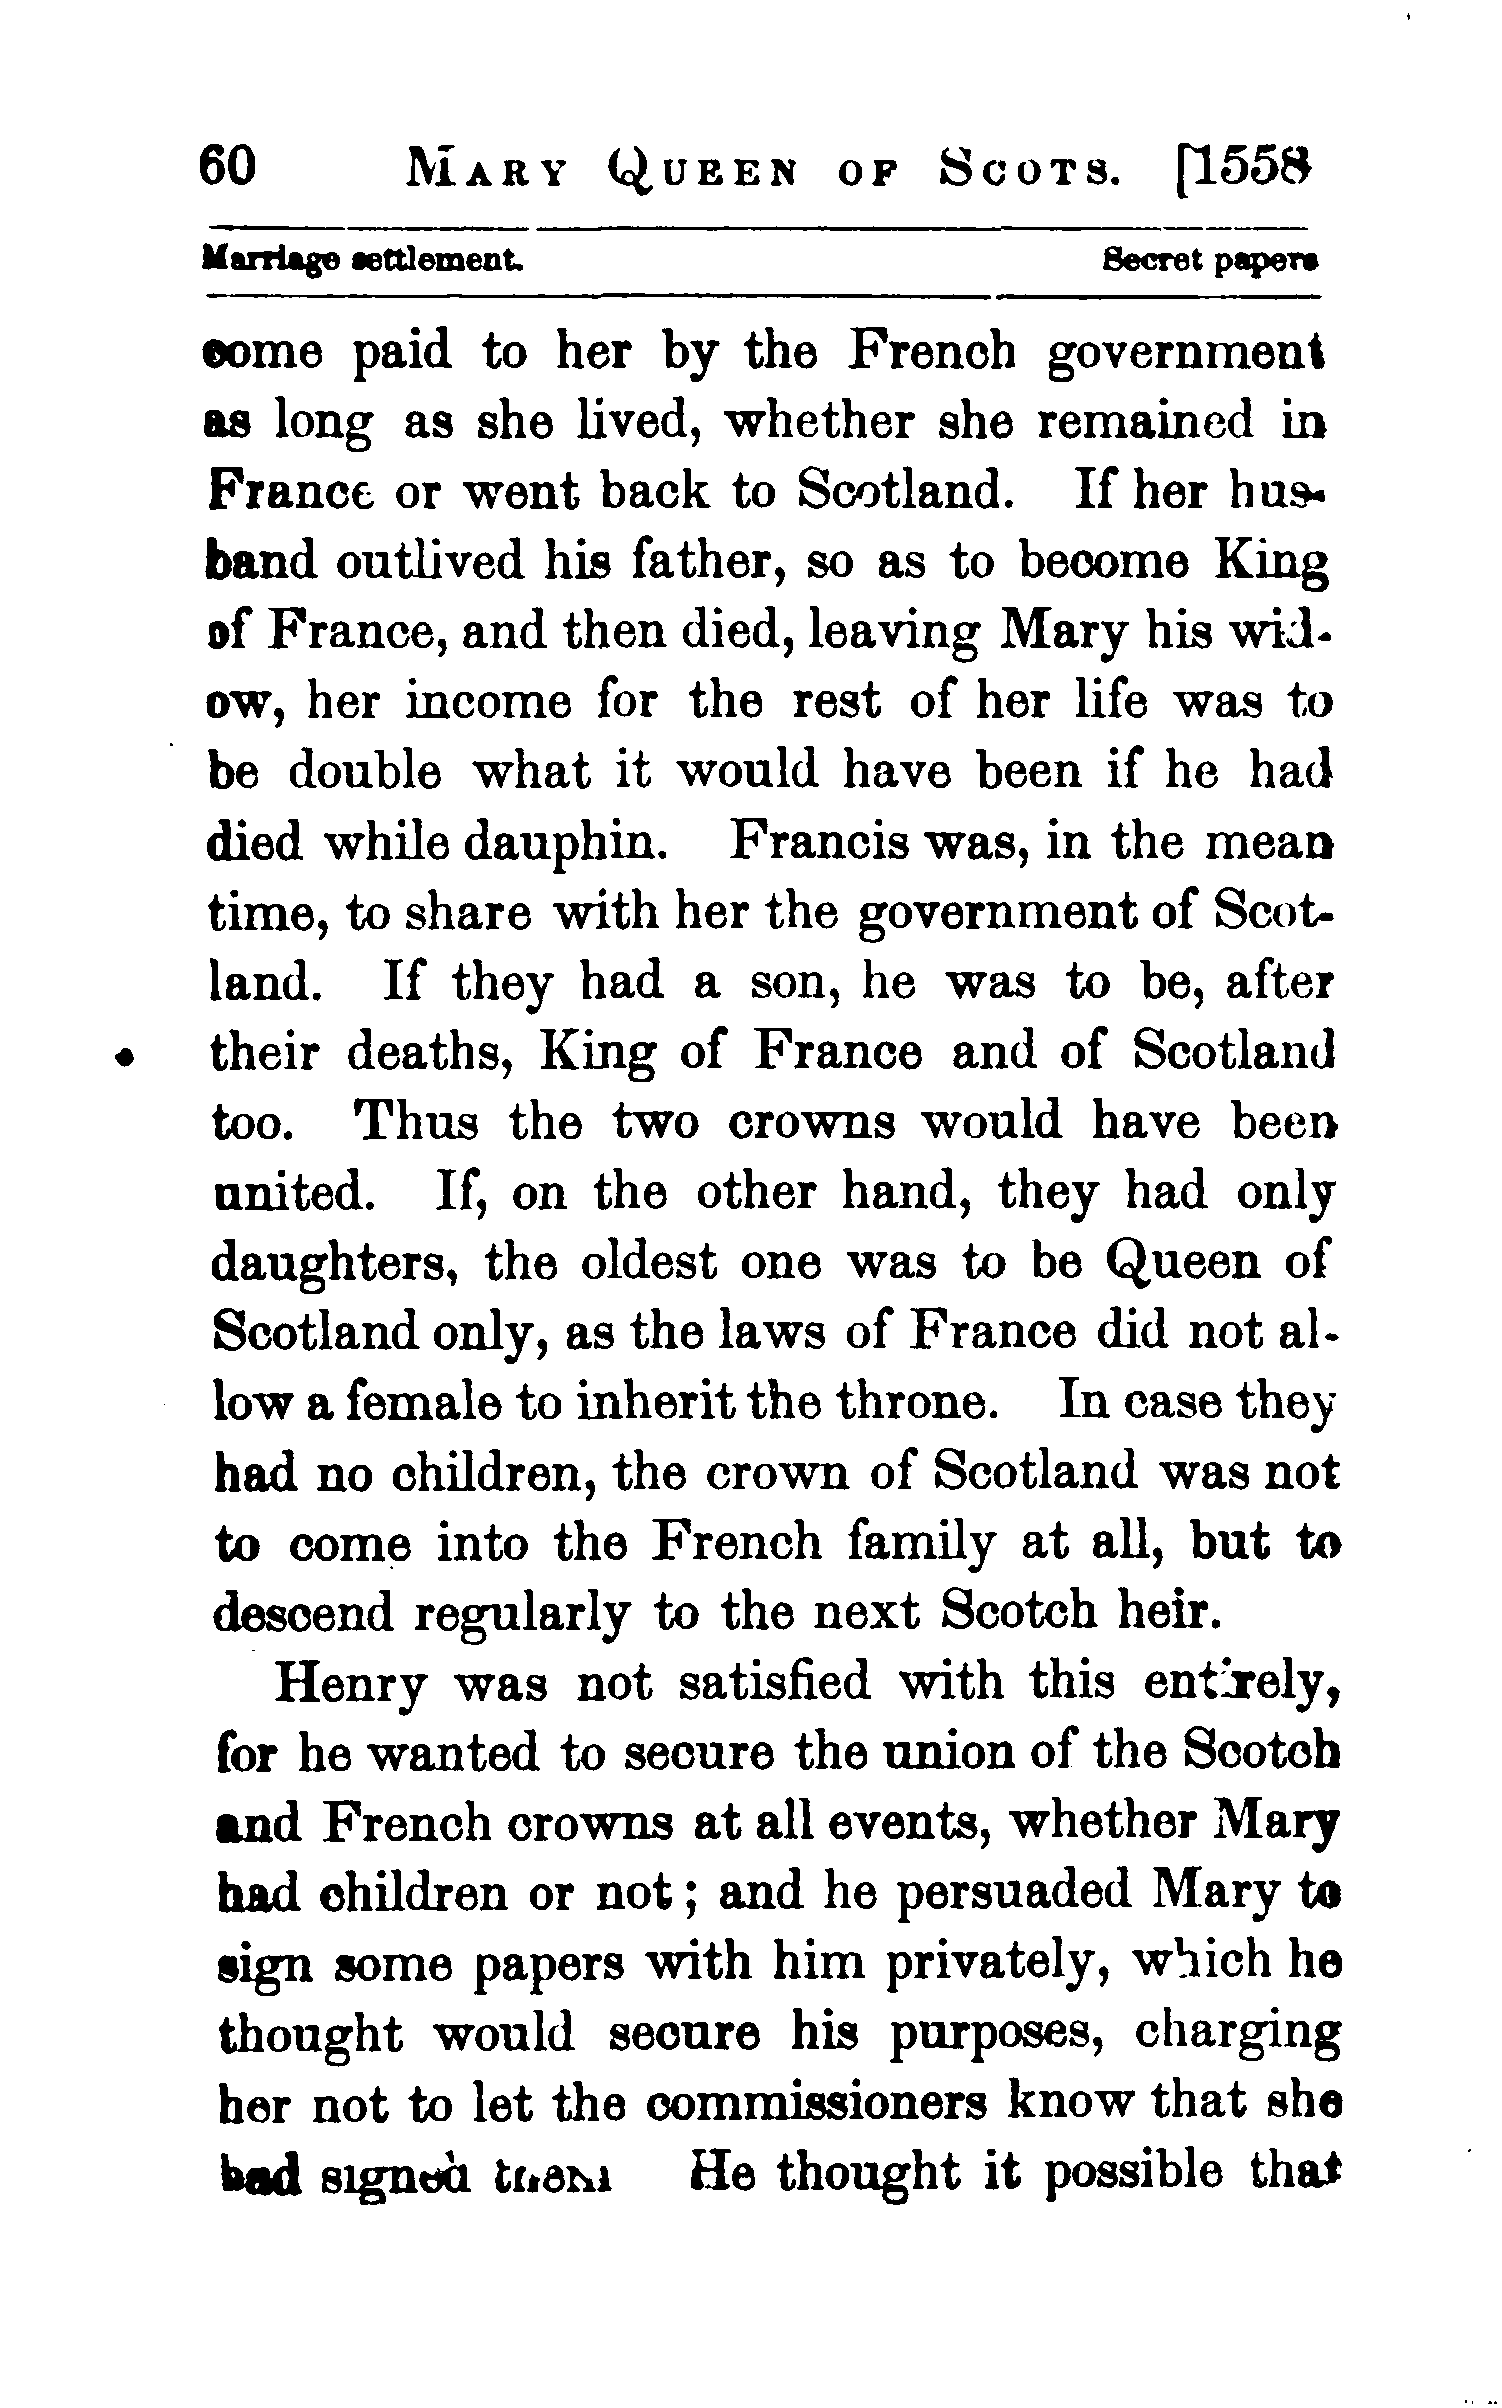 60 MARY QUEEN OF SCOTS. [1558
Marriage settlement. Secret papers
come paid to her by the French government
as long as she lived, whether she remained in
France or went back to Scotland. If her hus-
band outlived his father, so as to become King
of France, and then died, leaving Mary his wid-
ow, her income for the rest of her life was to
be double what it would have been if he had
died while dauphin. Francis was, in the mean
time, to share with her the government of Scot-
land. If they had a son, he was to be, after
their deaths, King of France and of Scotland
too. Thus the two crowns would have been
united. If, on the other hand, they had only
daughters, the oldest one was to be Queen of
Scotland only, as the laws of France did not al-
low a female to inherit the throne. In case they
had no children, the crown of Scotland was not
to come into the French family at all, but to
descend regularly to the next Scotch heir.
Henry was not satisfied with this entirely,
for he wanted to secure the union of the Scotch
and French crowns at all events, whether Mary
had children or not; and he persuaded Mary to
sign some papers with him privately, which he
thought would secure his purposes, charging
her not to let the commissioners know that she
had signed them He thought it possible that